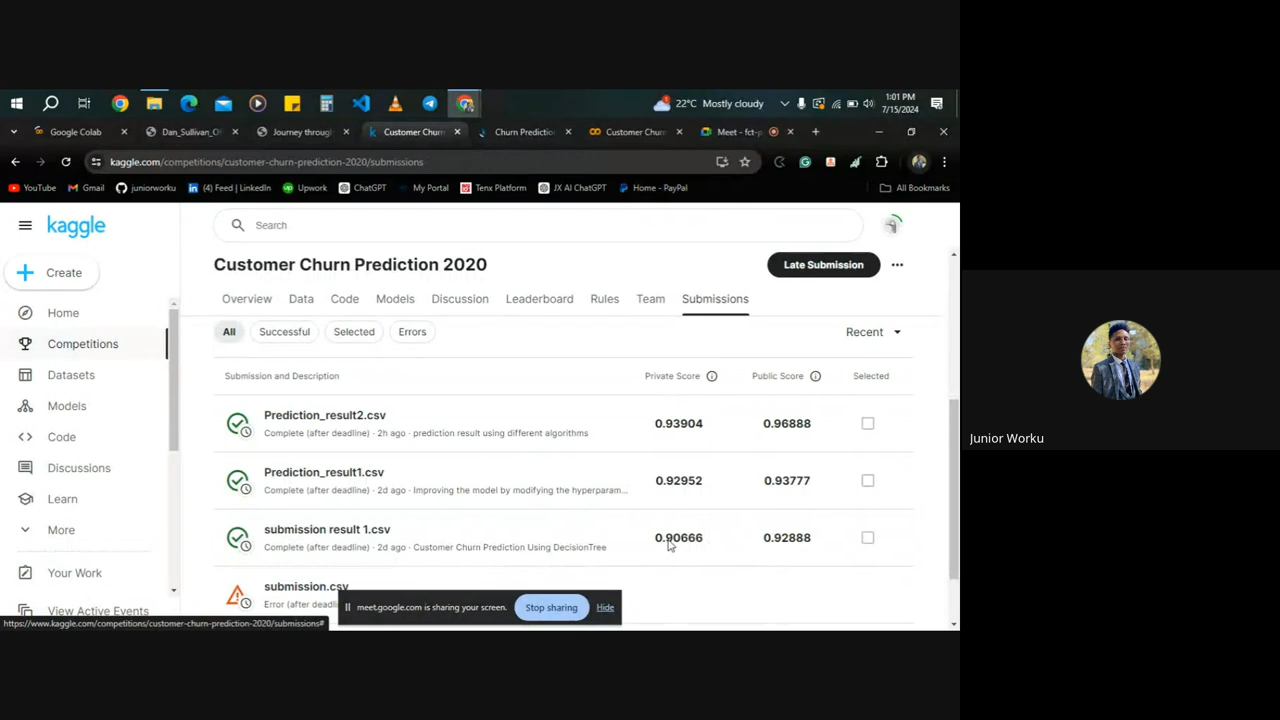 22°C Mostly cloudy
1:01 PM
7/15/2024
Google Colab
Dan_Sullivan_O
Journey through
Customer Churn
Churn Predictio
Customer Churn
Meet - fct-p
kaggle.com/competitions/customer-churn-prediction-2020/submissions
YouTube Gmail juniorworku (4) Feed | LinkedIn Upwork ChatGPT My Portal Tenx Platform JX AI ChatGPT Home - PayPal All Bookmarks
kaggle
Search
Create
Home
Competitions
Datasets
Models
Code
Discussions
Learn
More
Your Work
View Active Events
Customer Churn Prediction 2020
Late Submission
Overview Data Code Models Discussion Leaderboard Rules Team Submissions
All Successful Selected Errors Recent
Submission and Description Private Score Public Score Selected
Prediction_result2.csv
Complete (after deadline) · 2h ago · prediction result using different algorithms
0.93904 0.96888
Prediction_result1.csv
Complete (after deadline) · 2d ago · Improving the model by modifying the hyperparam...
0.92952 0.93777
submission result 1.csv
Complete (after deadline) · 2d ago · Customer Churn Prediction Using DecisionTree
0.90666 0.92888
submission.csv
Error (after deadli
meet.google.com is sharing your screen. Stop sharing Hide
https://www.kaggle.com/competitions/customer-churn-prediction-2020/submissions#
Junior Worku